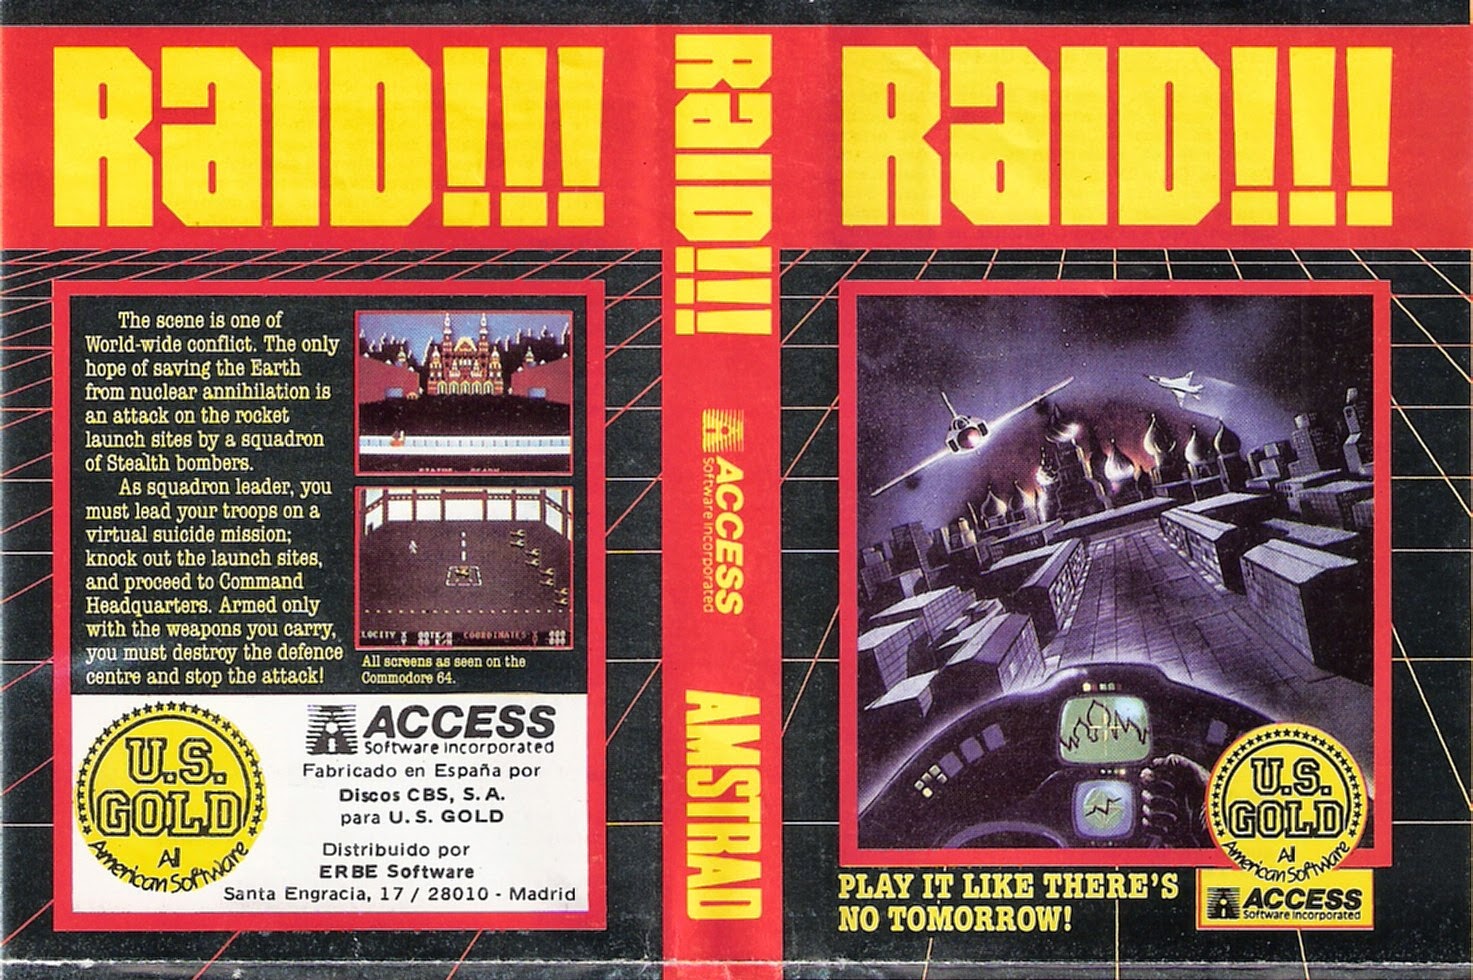 RaID!!!
The scene is one of
World-wide conflict. The only
hope of saving the Earth
from nuclear annihilation is
an attack on the rocket
launch sites by a squadron
of Stealth bombers.
As squadron leader, you
must lead your troops on a
virtual suicide mission;
knock out the launch sites,
and proceed to Command
Headquarters. Armed only
with the weapons you carry,
you must destroy the defence
centre and stop the attack!
LOCITY X
COORDINATES X
All screens as seen on the
Commodore 64.
U.S.
GOLD
All
American Software
ACCESS
Software Incorporated
Fabricado en España por
Discos CBS, S.A.
para U.S. GOLD
Distribuido por
ERBE Software
Santa Engracia, 17 / 28010 - Madrid
RaID!!!
ACCESS
Software Incorporated
AMSTRAD
RaID!!!
PLAY IT LIKE THERE'S
NO TOMORROW!
U.S.
GOLD
All
American Software
ACCESS
Software Incorporated